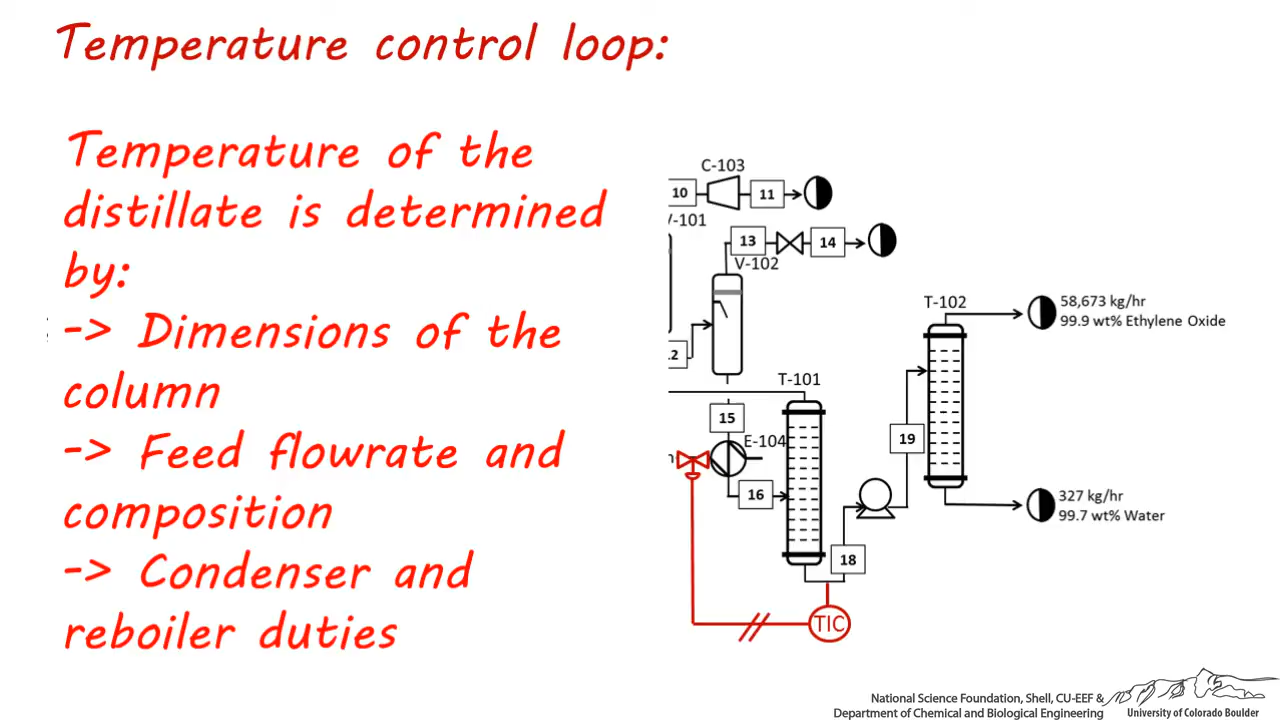 Temperature control loop:
Temperature of the
distillate is determined
by:
-> Dimensions of the
column
-> Feed flowrate and
composition
-> Condenser and
reboiler duties
C-103
10
11
V-101
13
14
V-102
12
T-101
15
E-104
16
18
TIC
19
T-102
58,673 kg/hr
99.9 wt% Ethylene Oxide
327 kg/hr
99.7 wt% Water
National Science Foundation, Shell, CU-EEF &
Department of Chemical and Biological Engineering
University of Colorado Boulder